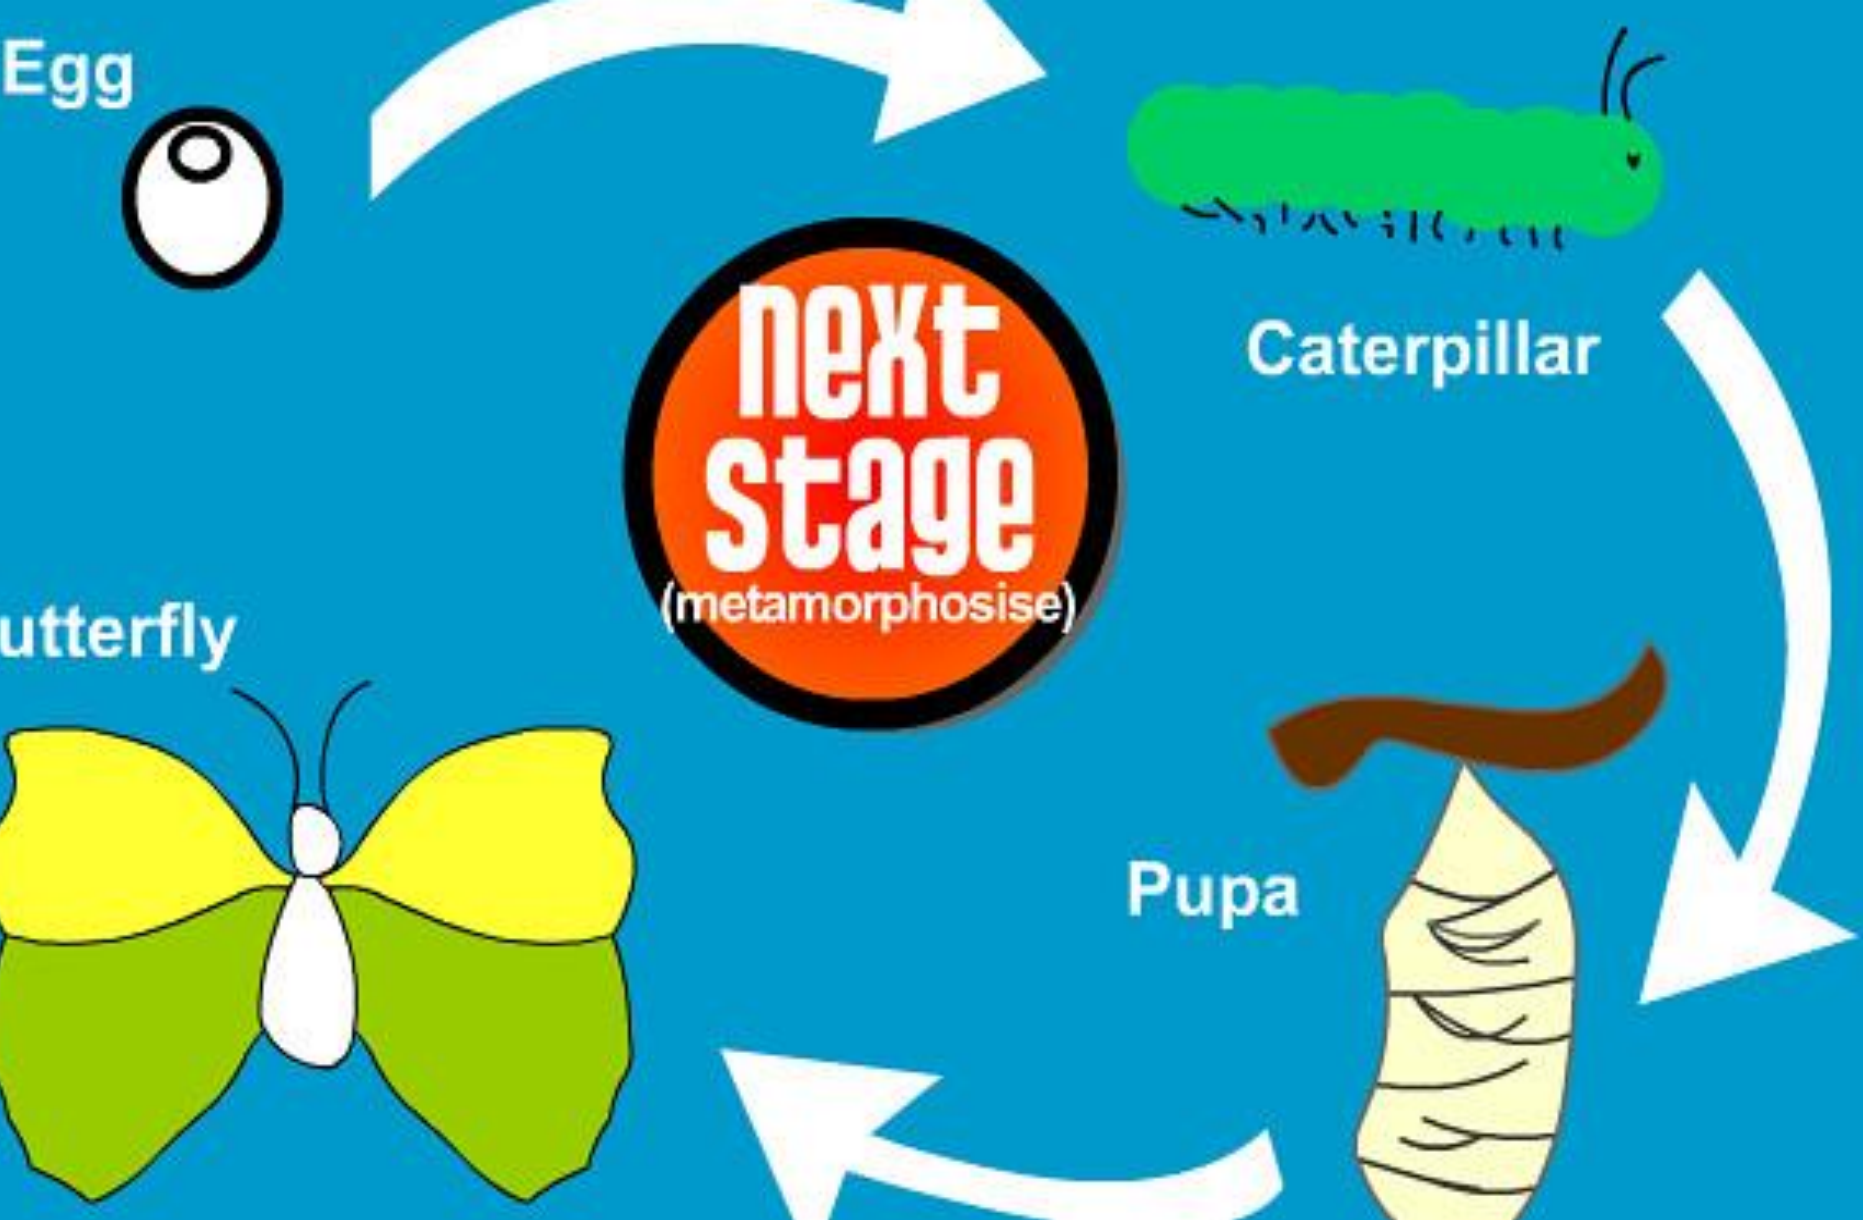 Egg
next
stage
(metamorphosise)
Caterpillar
utterfly
Pupa